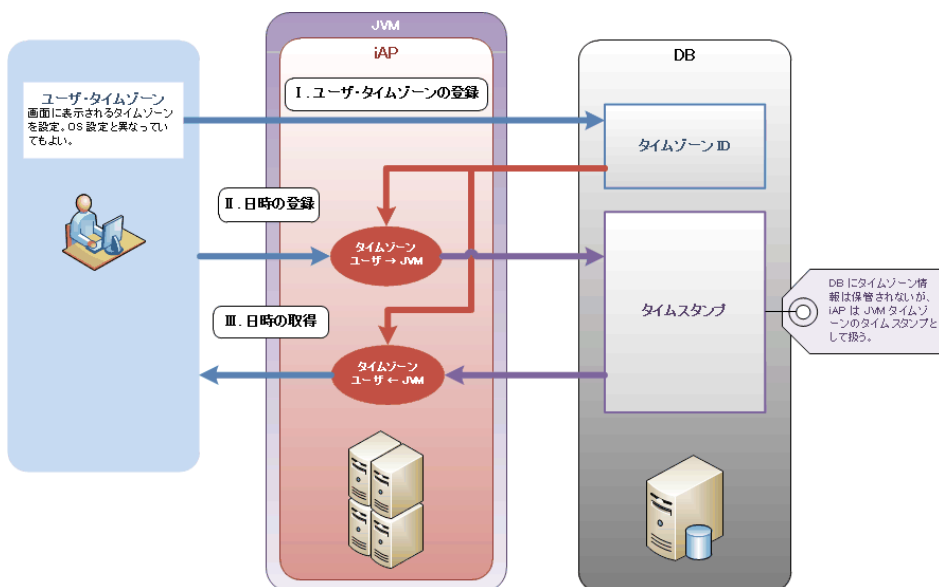 JVM
iAP
DB
ユーザ・タイムゾーン
画面に表示されるタイムゾーン
を設定。OS 設定と異なってい
てもよい。
Ⅰ. ユーザ・タイムゾーンの登録
タイムゾーン ID
Ⅱ. 日時の登録
タイムゾーン
ユーザ → JVM
タイムスタンプ
DB にタイムゾーン情
報は保管されないが、
iAP は JVM タイムゾ
ーンのタイムスタンプと
して扱う。
Ⅲ. 日時の取得
タイムゾーン
ユーザ ← JVM